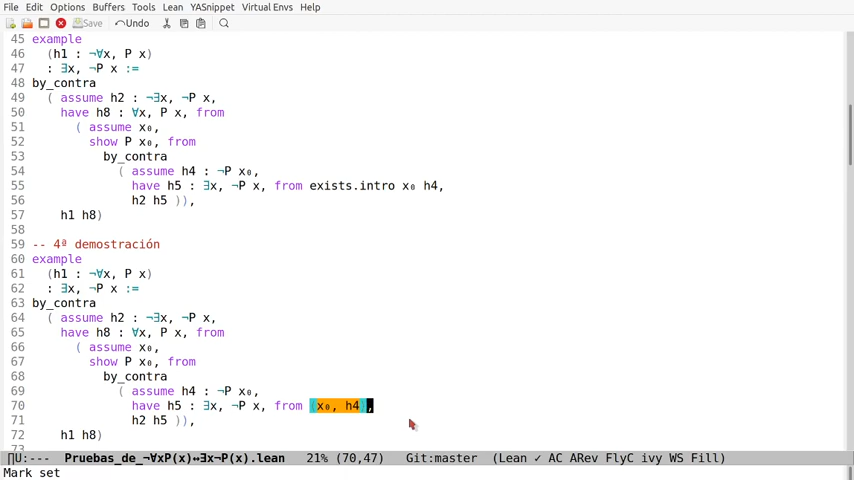 File Edit Options Buffers Tools Lean YASnippet Virtual Envs Help
Save Undo
45 example
46 (h1 : ¬∀x, P x)
47 : ∃x, ¬P x :=
48 by_contra
49 ( assume h2 : ¬∃x, ¬P x,
50 have h8 : ∀x, P x, from
51 ( assume x₀,
52 show P x₀, from
53 by_contra
54 ( assume h4 : ¬P x₀,
55 have h5 : ∃x, ¬P x, from exists.intro x₀ h4,
56 h2 h5 )),
57 h1 h8)
58
59 -- 4ª demostración
60 example
61 (h1 : ¬∀x, P x)
62 : ∃x, ¬P x :=
63 by_contra
64 ( assume h2 : ¬∃x, ¬P x,
65 have h8 : ∀x, P x, from
66 ( assume x₀,
67 show P x₀, from
68 by_contra
69 ( assume h4 : ¬P x₀,
70 have h5 : ∃x, ¬P x, from (x₀, h4),
71 h2 h5 )),
72 h1 h8)
73
∏U:--- Pruebas_de_¬∀xP(x)↔∃x¬P(x).lean 21% (70,47) Git:master (Lean ✓ AC ARev FlyC ivy WS Fill)
Mark set